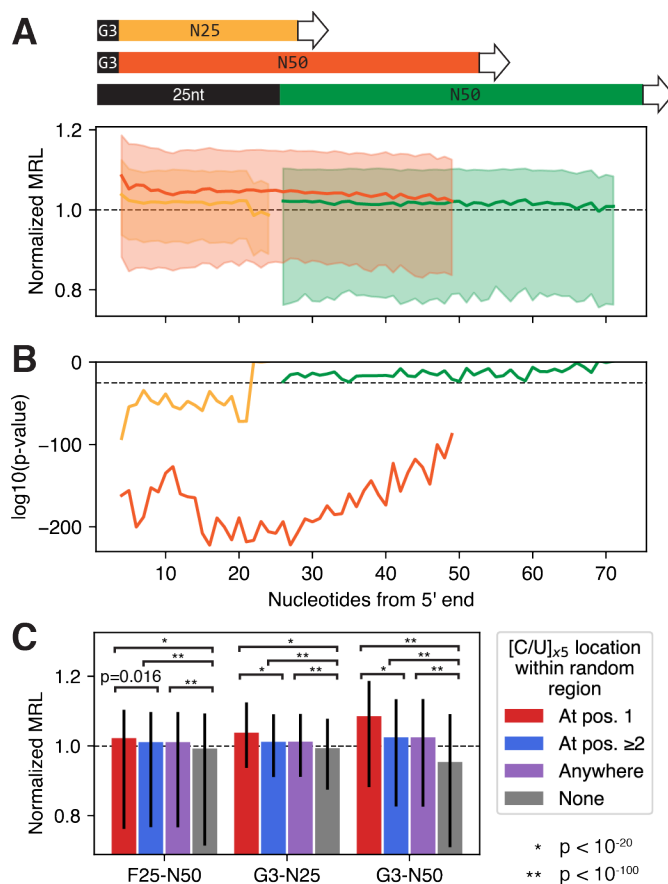 A
G3 N25
G3 N50
25nt N50
1.2
1.0
0.8
Normalized MRL
B
0
−100
−200
log10(p-value)
10 20 30 40 50 60 70
Nucleotides from 5' end
C
* * **
** ** **
p=0.016 ** * ** * **
1.2
1.0
0.8
Normalized MRL
F25-N50 G3-N25 G3-N50
[C/U]x5 location
within random
region
At pos. 1
At pos. ≥2
Anywhere
None
* p < 10-20
** p < 10-100